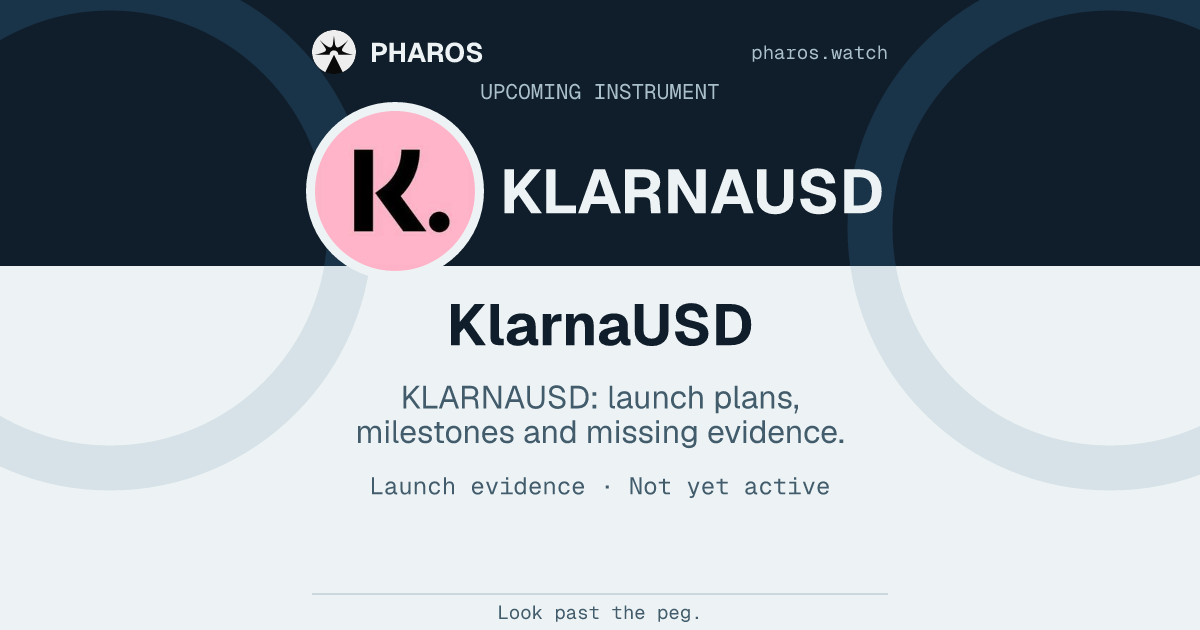 PHAROS
pharos.watch
UPCOMING INSTRUMENT
K.
KLARNAUSD
KlarnaUSD
KLARNAUSD: launch plans,
milestones and missing evidence.
Launch evidence · Not yet active
Look past the peg.